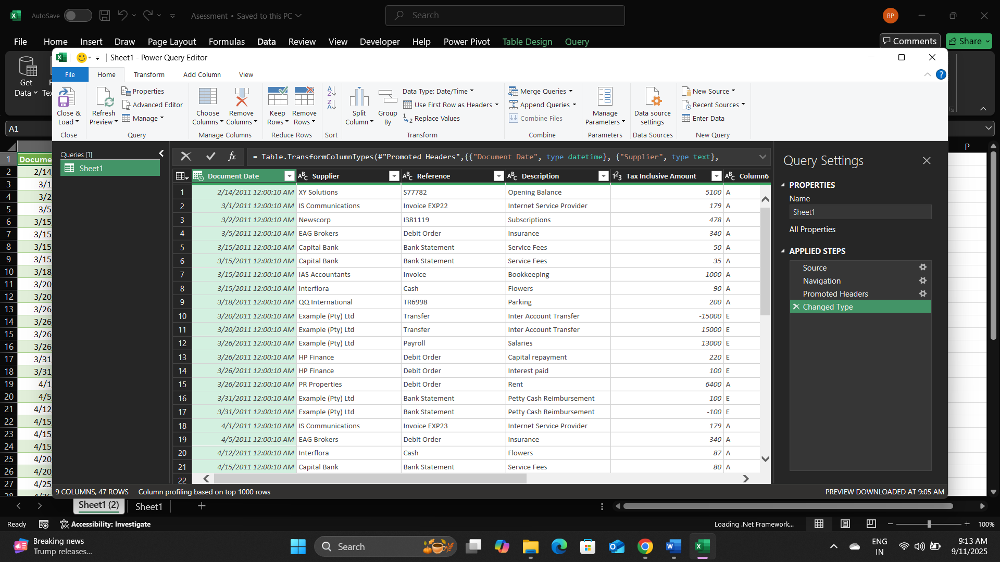 AutoSave
Asessment • Saved to this PC
Search
BP
File Home Insert Draw Page Layout Formulas Data Review View Developer Help Power Pivot Table Design Query
Comments Share
Sheet1 - Power Query Editor
File Home Transform Add Column View
Get Data
Close & Load
Refresh Preview
Properties
Advanced Editor
Manage
Choose Columns
Remove Columns
Keep Rows
Remove Rows
Split Column
Group By
Data Type: Date/Time
Use First Row as Headers
Replace Values
Merge Queries
Append Queries
Combine Files
Manage Parameters
Data source settings
New Source
Recent Sources
Enter Data
Close Query Manage Columns Reduce Rows Sort Transform Combine Parameters Data Sources New Query
A1
Queries [1]
Sheet1
= Table.TransformColumnTypes(#"Promoted Headers",{{"Document Date", type datetime}, {"Supplier", type text},
P
Document Date Supplier Reference Description Tax Inclusive Amount Column6
1 2/14/2011 12:00:10 AM XY Solutions S77782 Opening Balance 5100 A
2 3/1/2011 12:00:10 AM IS Communications Invoice EXP22 Internet Service Provider 179 A
3 3/2/2011 12:00:10 AM Newscorp I381119 Subscriptions 478 A
4 3/5/2011 12:00:10 AM EAG Brokers Debit Order Insurance 340 A
5 3/15/2011 12:00:10 AM Capital Bank Bank Statement Service Fees 50 A
6 3/15/2011 12:00:10 AM Capital Bank Bank Statement Service Fees 35 A
7 3/15/2011 12:00:10 AM IAS Accountants Invoice Bookkeeping 1000 A
8 3/15/2011 12:00:10 AM Interflora Cash Flowers 90 A
9 3/18/2011 12:00:10 AM QQ International TR6998 Parking 200 A
10 3/20/2011 12:00:10 AM Example (Pty) Ltd Transfer Inter Account Transfer -15000 E
11 3/20/2011 12:00:10 AM Example (Pty) Ltd Transfer Inter Account Transfer 15000 E
12 3/26/2011 12:00:10 AM Example (Pty) Ltd Payroll Salaries 13000 E
13 3/26/2011 12:00:10 AM HP Finance Debit Order Capital repayment 220 E
14 3/26/2011 12:00:10 AM HP Finance Debit Order Interest paid 100 E
15 3/26/2011 12:00:10 AM PR Properties Debit Order Rent 6400 A
16 3/31/2011 12:00:10 AM Example (Pty) Ltd Bank Statement Petty Cash Reimbursement 100 E
17 3/31/2011 12:00:10 AM Example (Pty) Ltd Bank Statement Petty Cash Reimbursement -100 E
18 4/1/2011 12:00:10 AM IS Communications Invoice EXP23 Internet Service Provider 179 A
19 4/5/2011 12:00:10 AM EAG Brokers Debit Order Insurance 340 A
20 4/12/2011 12:00:10 AM Interflora Cash Flowers 87 A
21 4/15/2011 12:00:10 AM Capital Bank Bank Statement Service Fees 80 A
22
Query Settings
PROPERTIES
Name
Sheet1
All Properties
APPLIED STEPS
Source
Navigation
Promoted Headers
Changed Type
1 Docume
2 2/14
3 3/1
4 3/2
5 3/5
6 3/15
7 3/15
8 3/15
9 3/15
10 3/18
11 3/20
12 3/20
13 3/26
14 3/26
15 3/26
16 3/26
17 3/31
18 3/31
19 4/1
20 4/5
21 4/12
22 4/15
23 4/15
24 4/15
25 4/20
26 4/20
27 4/25
9 COLUMNS, 47 ROWS Column profiling based on top 1000 rows
PREVIEW DOWNLOADED AT 9:05 AM
Sheet1 (2) Sheet1
Ready Accessibility: Investigate
Loading .Net Framework... 100%
Breaking news
Trump releases...
Search
ENG
IN
9:13 AM
9/11/2025